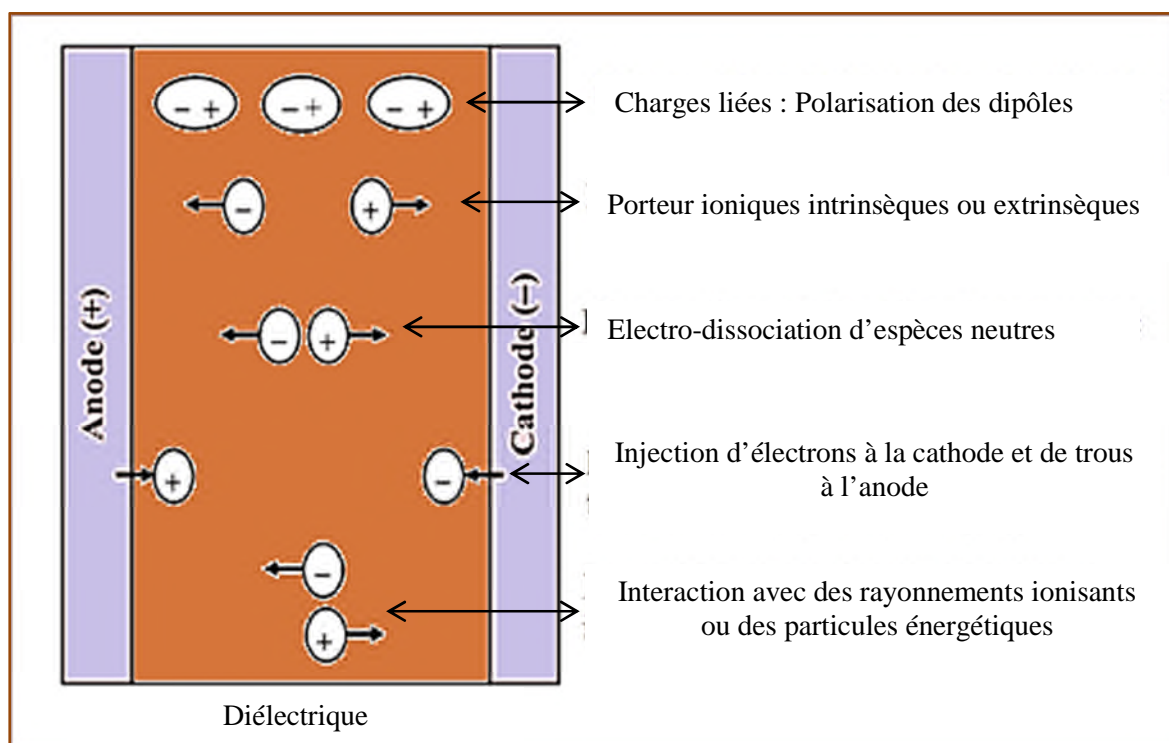 − + − + − +
Charges liées : Polarisation des dipôles
− +
Porteur ioniques intrinsèques ou extrinsèques
Anode (+)
Cathode (−)
− +
Electro-dissociation d’espèces neutres
+ −
Injection d’électrons à la cathode et de trous
à l’anode
−
+
Interaction avec des rayonnements ionisants
ou des particules énergétiques
Diélectrique